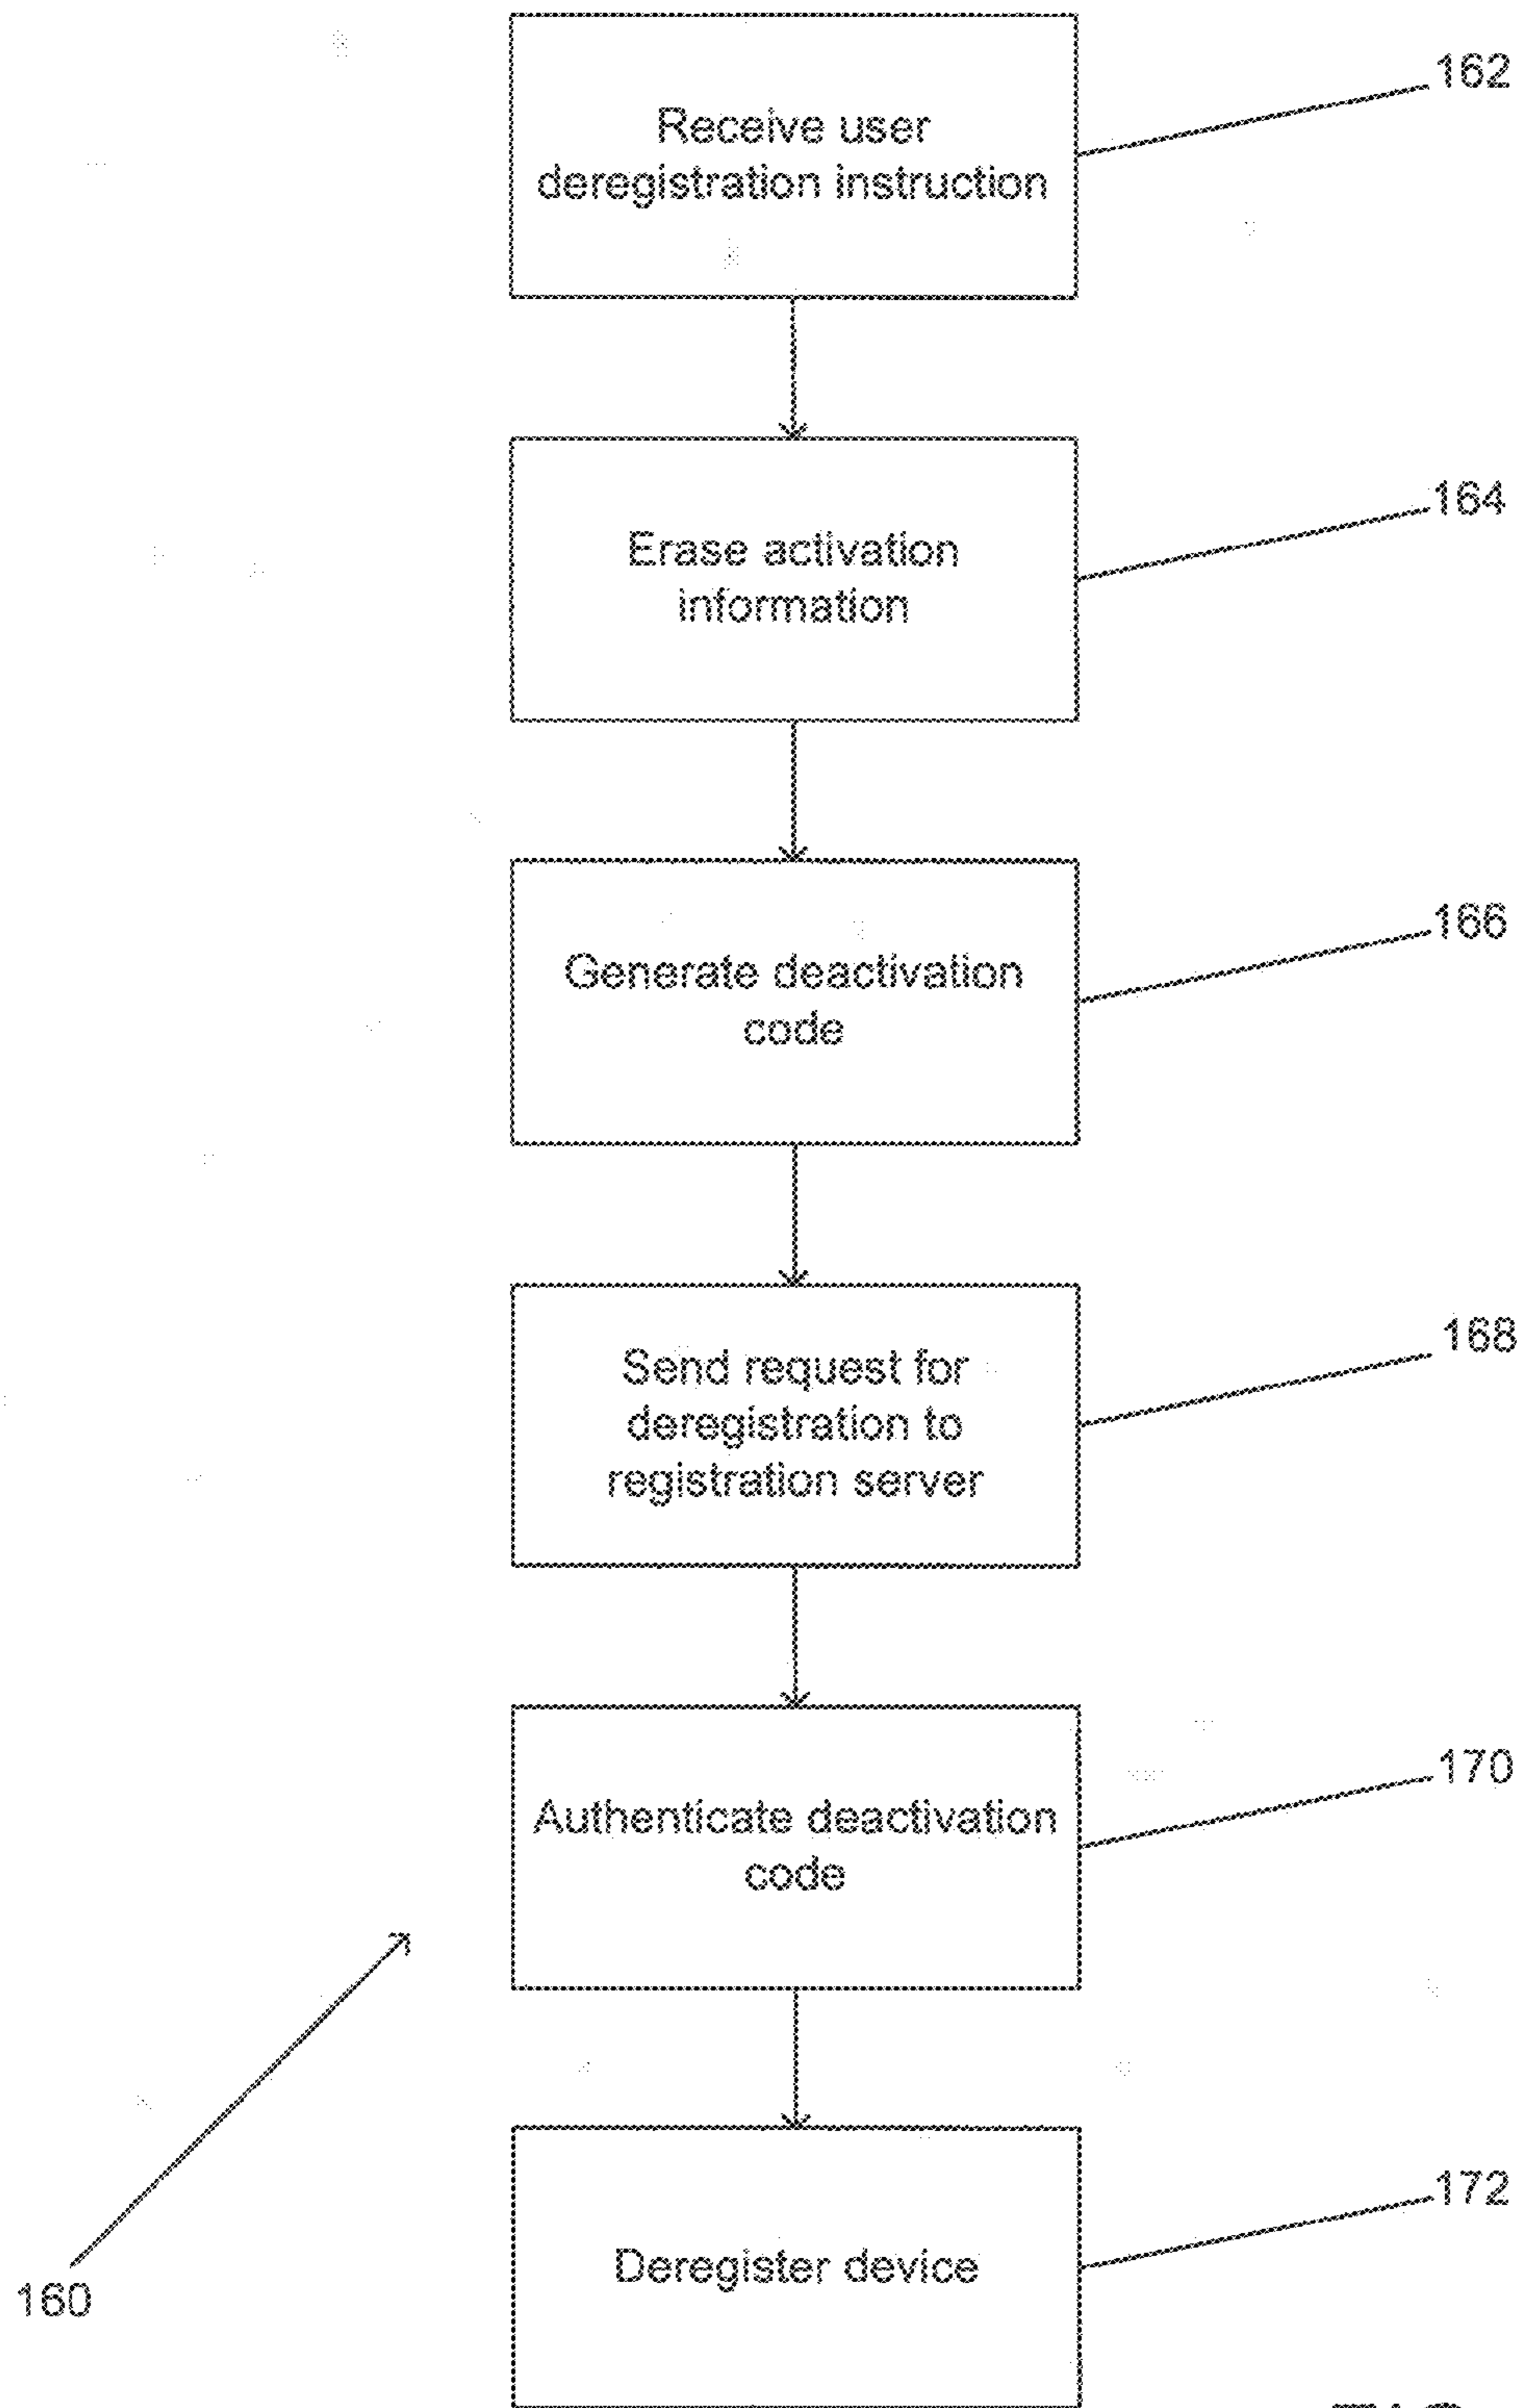 Receive user
deregistration instruction
162
Erase activation
information
164
Generate deactivation
code
166
Send request for
deregistration to
registration server
168
Authenticate deactivation
code
170
Deregister device
172
160